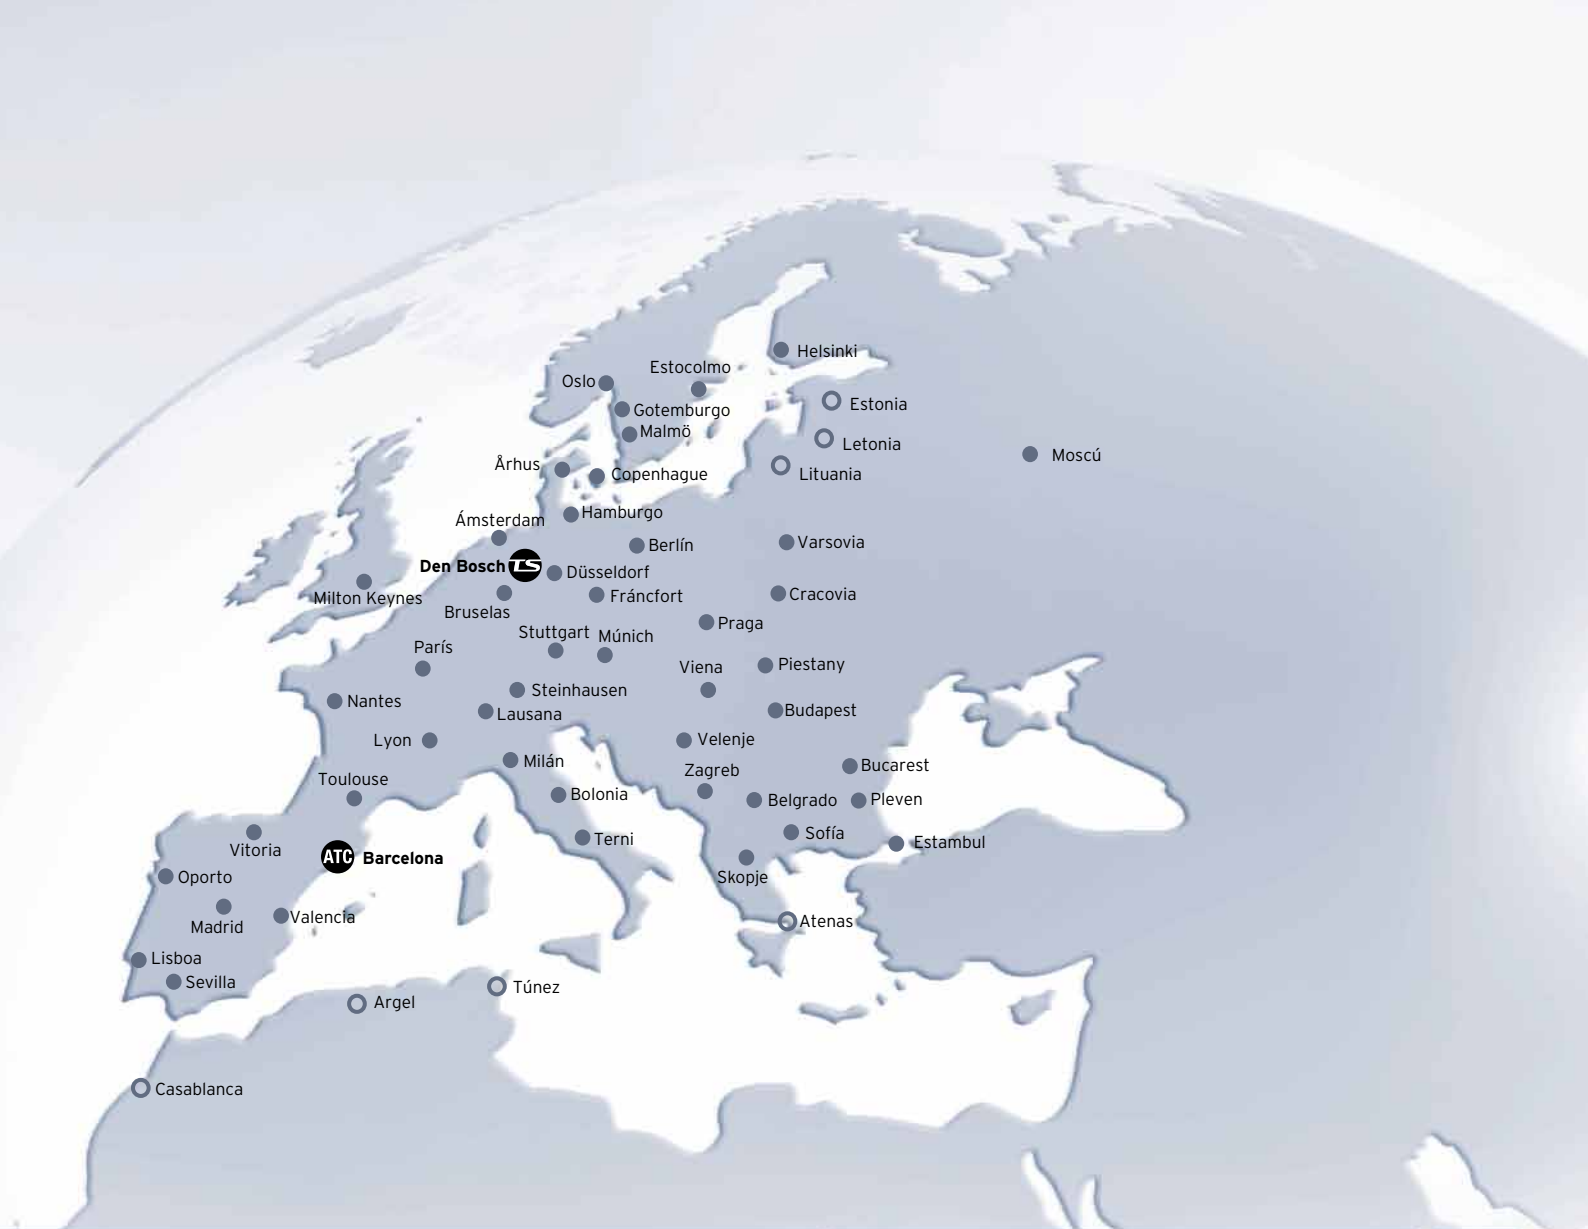 Helsinki
Estocolmo
Oslo
Estonia
Gotemburgo
Malmö
Letonia
Moscú
Århus
Copenhague
Lituania
Hamburgo
Ámsterdam
Berlín
Varsovia
Den Bosch TS
Düsseldorf
Milton Keynes
Fráncfort
Cracovia
Bruselas
Praga
Stuttgart
Múnich
París
Viena
Piestany
Steinhausen
Nantes
Lausana
Budapest
Lyon
Velenje
Milán
Bucarest
Zagreb
Toulouse
Bolonia
Belgrado
Pleven
Sofía
Terni
Estambul
Vitoria
ATC Barcelona
Oporto
Skopje
Valencia
Atenas
Madrid
Lisboa
Sevilla
Túnez
Argel
Casablanca